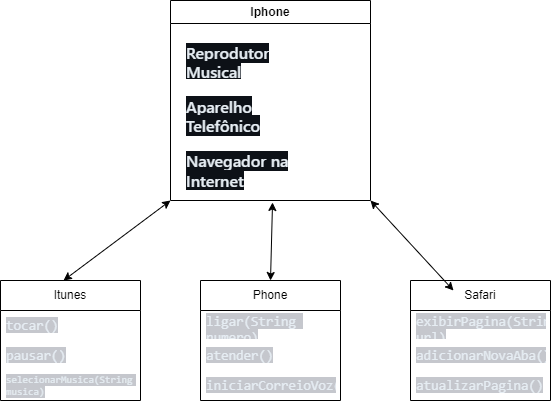 Iphone
Reprodutor
Musical
Aparelho
Telefônico
Navegador na
Internet
Itunes
tocar()
pausar()
selecionarMusica(String
musica)
Phone
ligar(String
numero)
atender()
iniciarCorreioVoz(
Safari
exibirPagina(Strin
url)
adicionarNovaAba()
atualizarPagina()